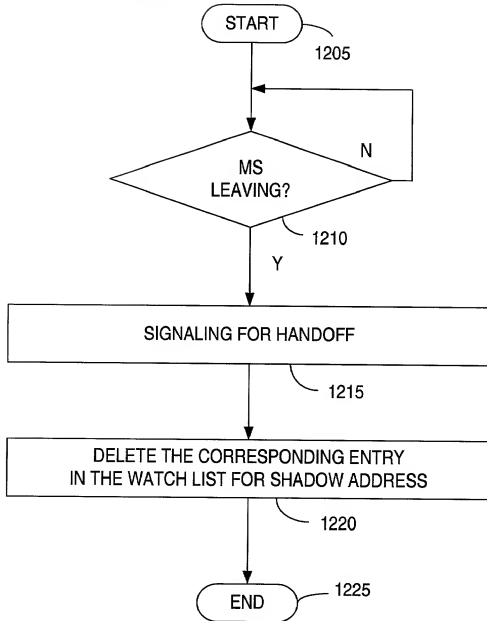 START
1205
N
MS
LEAVING?
1210
Y
SIGNALING FOR HANDOFF
1215
DELETE THE CORRESPONDING ENTRY
IN THE WATCH LIST FOR SHADOW ADDRESS
1220
END
1225